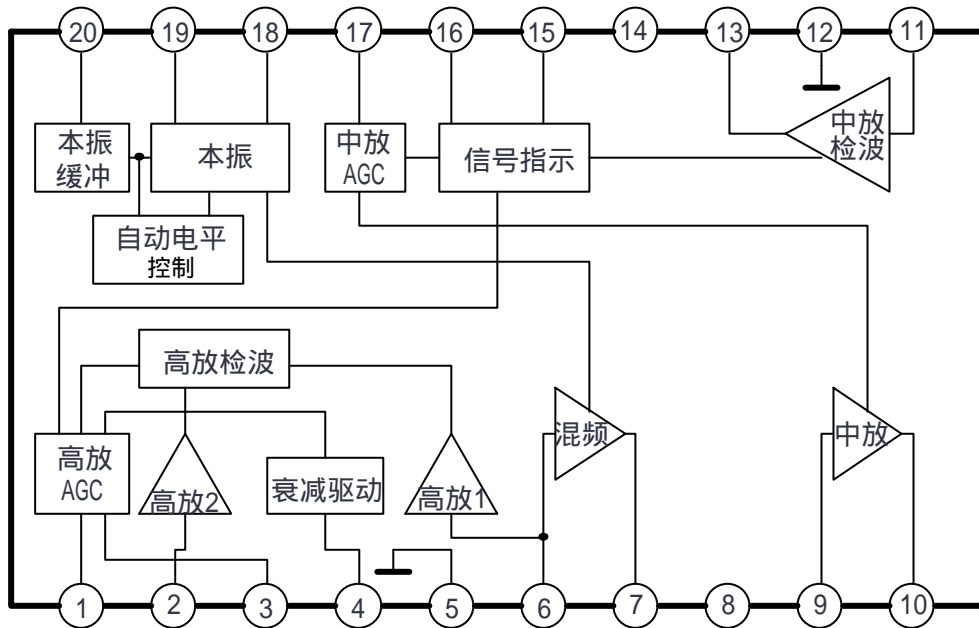 20
19
18
17
16
15
14
13
12
11
本振
缓冲
本振
中放
AGC
信号指示
中放
检波
自动电平
控制
高放检波
高放
AGC
高放2
衰减驱动
高放1
混频
中放
1
2
3
4
5
6
7
8
9
10